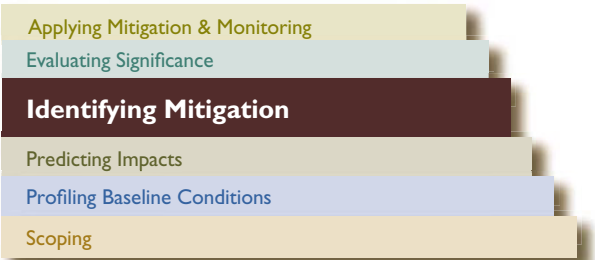 Applying Mitigation & Monitoring
Evaluating Significance
Identifying Mitigation
Predicting Impacts
Profiling Baseline Conditions
Scoping